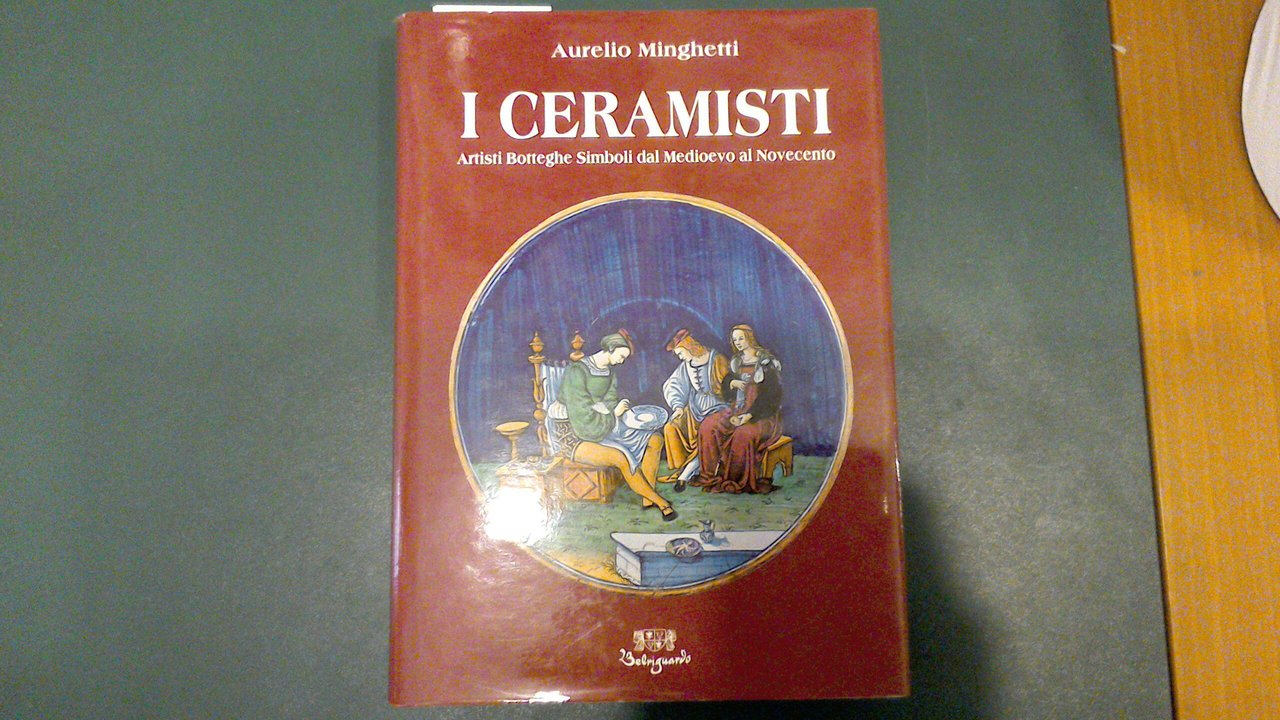 Aurelio Minghetti
I CERAMISTI
Artisti Botteghe Simboli dal Medioevo al Novecento
Belriguardo